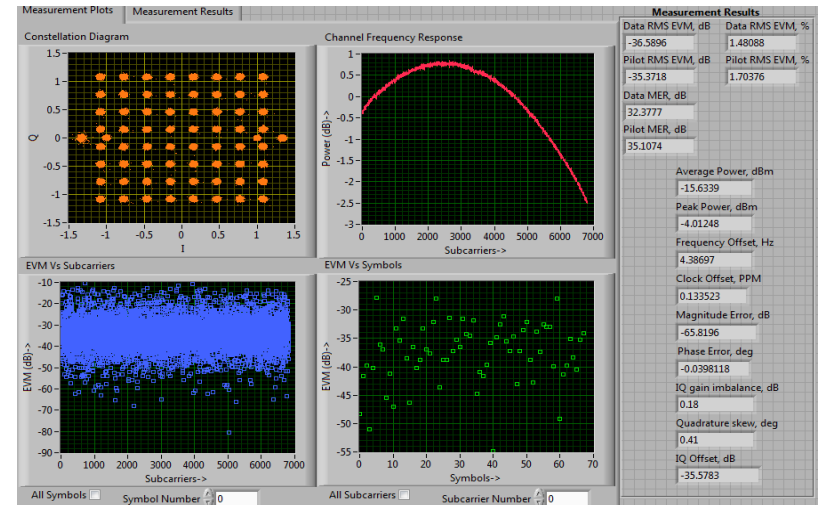 Measurement Plots
Measurement Results
Constellation Diagram
1.5
1
0.5
0
-0.5
-1
-1.5
Q
-1.5 -1 -0.5 0 0.5 1 1.5
I
Channel Frequency Response
1
0.5
0
-0.5
-1
-1.5
-2
-2.5
-3
Power (dB)->
0 1000 2000 3000 4000 5000 6000 7000
Subcarriers->
EVM Vs Subcarriers
-10
-20
-30
-40
-50
-60
-70
-80
-90
EVM (dB)->
0 1000 2000 3000 4000 5000 6000 7000
Subcarriers->
All Symbols
Symbol Number 0
EVM Vs Symbols
-25
-30
-35
-40
-45
-50
-55
EVM (dB)->
0 10 20 30 40 50 60 70
Symbols->
All Subcarriers
Subcarrier Number 0
Measurement Results
Data RMS EVM, dB Data RMS EVM, %
-36.5896 1.48088
Pilot RMS EVM, dB Pilot RMS EVM, %
-35.3718 1.70376
Data MER, dB
32.3777
Pilot MER, dB
35.1074
Average Power, dBm
-15.6339
Peak Power, dBm
-4.01248
Frequency Offset, Hz
4.38697
Clock Offset, PPM
0.133523
Magnitude Error, dB
-65.8196
Phase Error, deg
-0.0398118
IQ gain imbalance, dB
0.18
Quadrature skew, deg
0.41
IQ Offset, dB
-35.5783